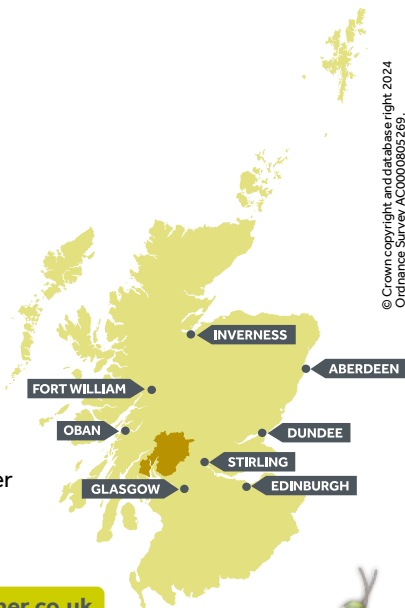 © Crown copyright and database right 2024
Ordnance Survey AC0000805269.
INVERNESS
ABERDEEN
FORT WILLIAM
OBAN
DUNDEE
STIRLING
GLASGOW
EDINBURGH
er
ner.co.uk